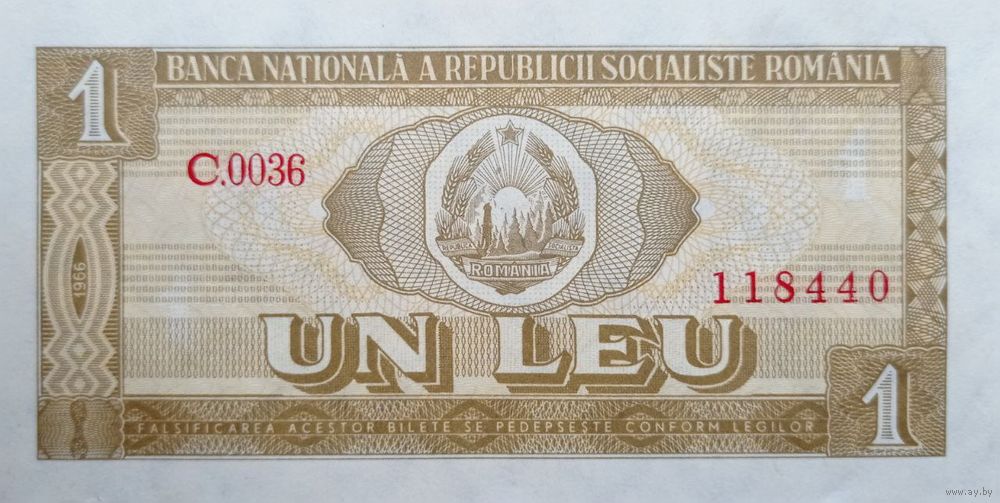 1
BANCA NAȚIONALĂ A REPUBLICII SOCIALISTE ROMÂNIA
C.0036
REPUBLICA SOCIALISTA
ROMANIA
1966
118440
UN LEU
1
FALSIFICAREA ACESTOR BILETE SE PEDEPSEȘTE CONFORM LEGILOR
www.ay.by